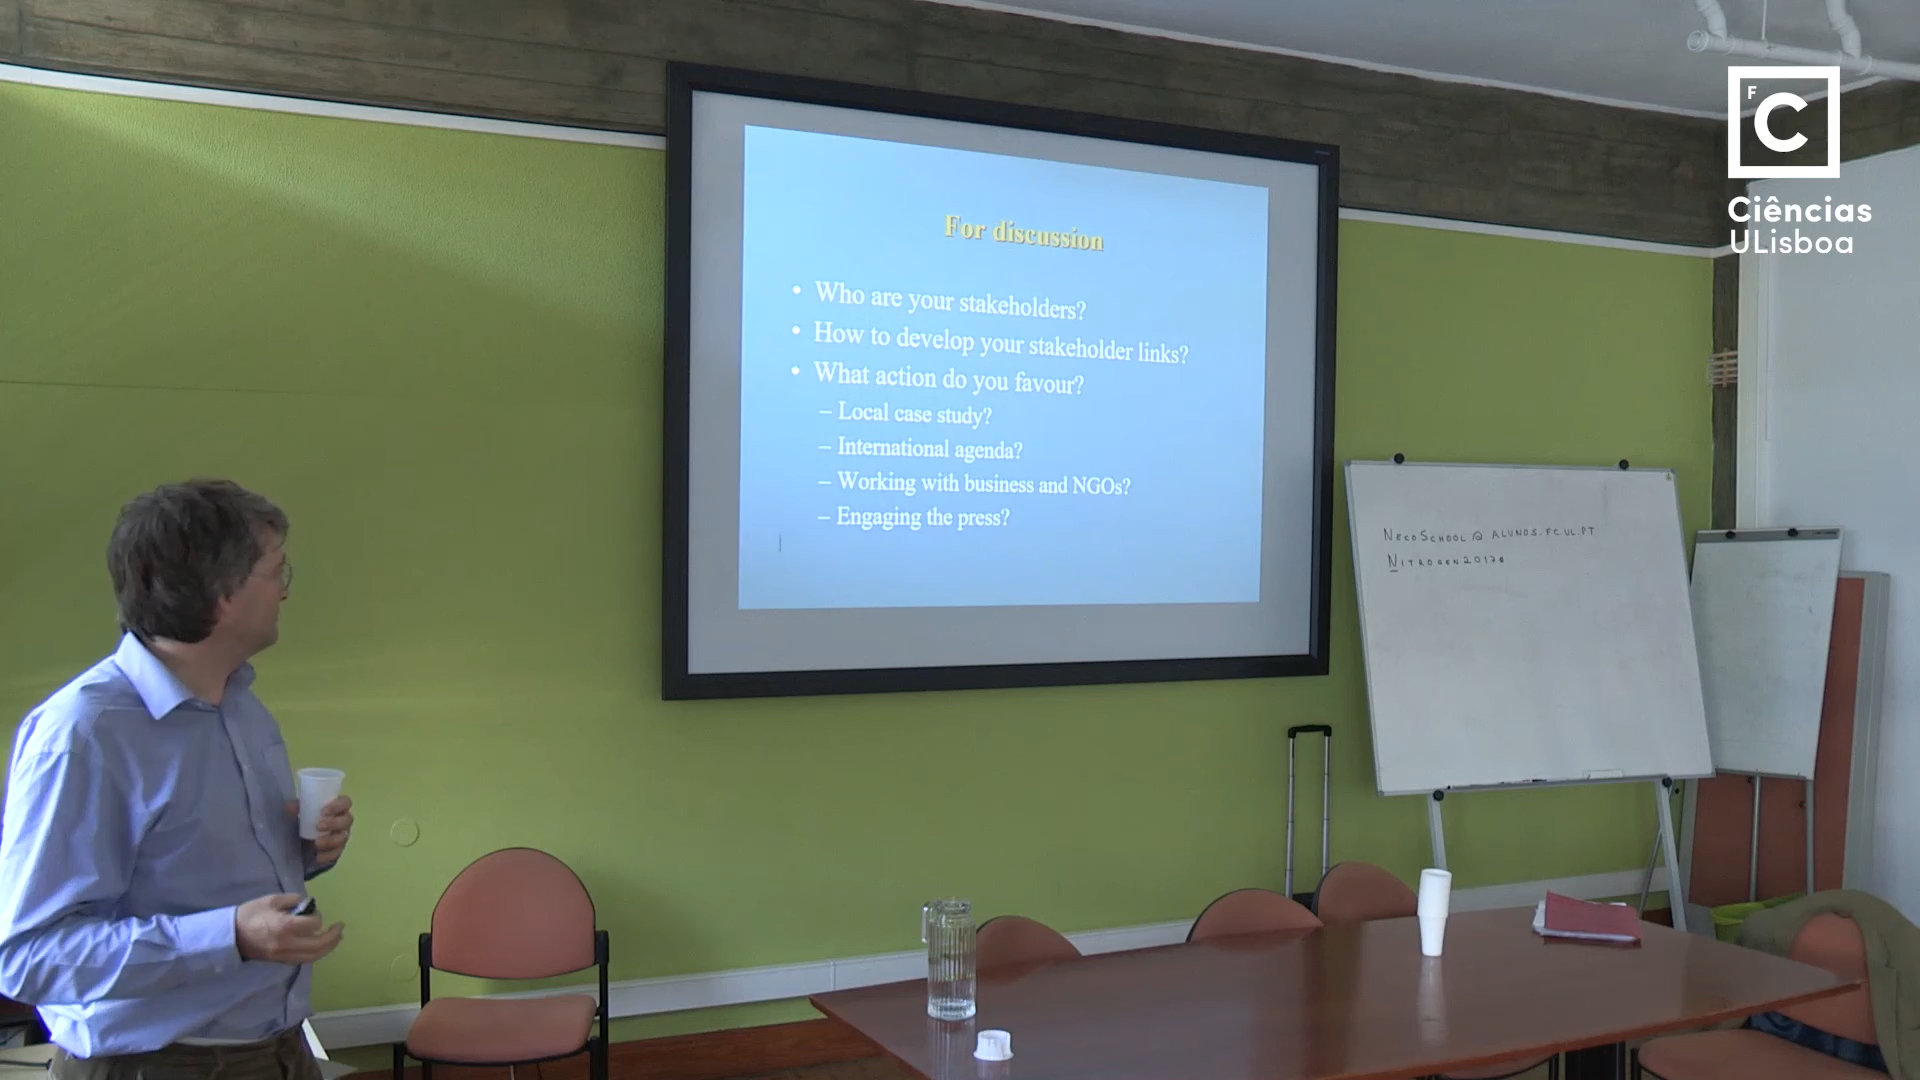 For discussion
• Who are your stakeholders?
• How to develop your stakeholder links?
• What action do you favour?
– Local case study?
– International agenda?
– Working with business and NGOs?
– Engaging the press?
NECOSCHOOL@ALUNOS.FC.UL.PT
F
C
Ciências
ULisboa